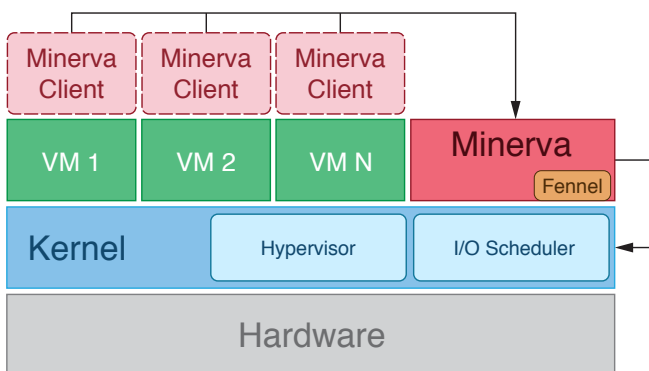 Minerva
Client
Minerva
Client
Minerva
Client
VM 1
VM 2
VM N
Minerva
Fennel
Kernel
Hypervisor
I/O Scheduler
Hardware